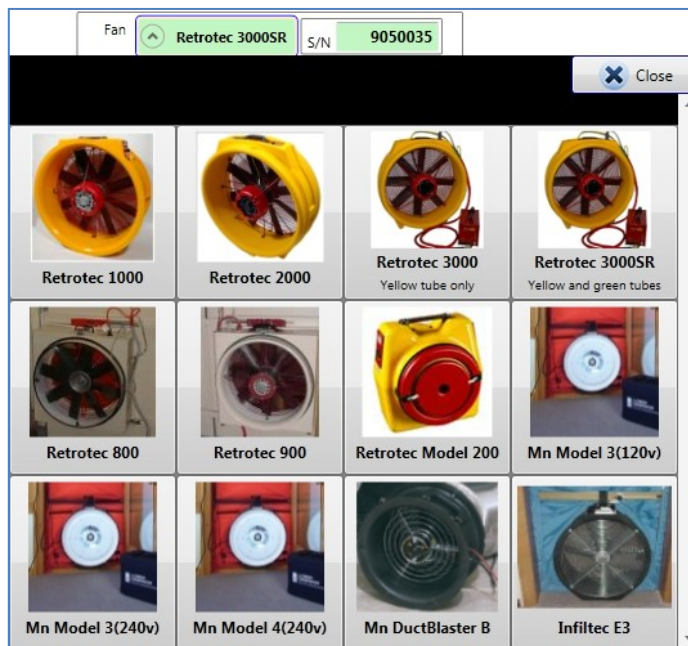 Fan
Retrotec 3000SR
S/N
9050035
Close
Retrotec 1000
Retrotec 2000
Retrotec 3000
Yellow tube only
Retrotec 3000SR
Yellow and green tubes
Retrotec 800
Retrotec 900
Retrotec Model 200
Mn Model 3(120v)
Mn Model 3(240v)
Mn Model 4(240v)
Mn DuctBlaster B
Infiltec E3